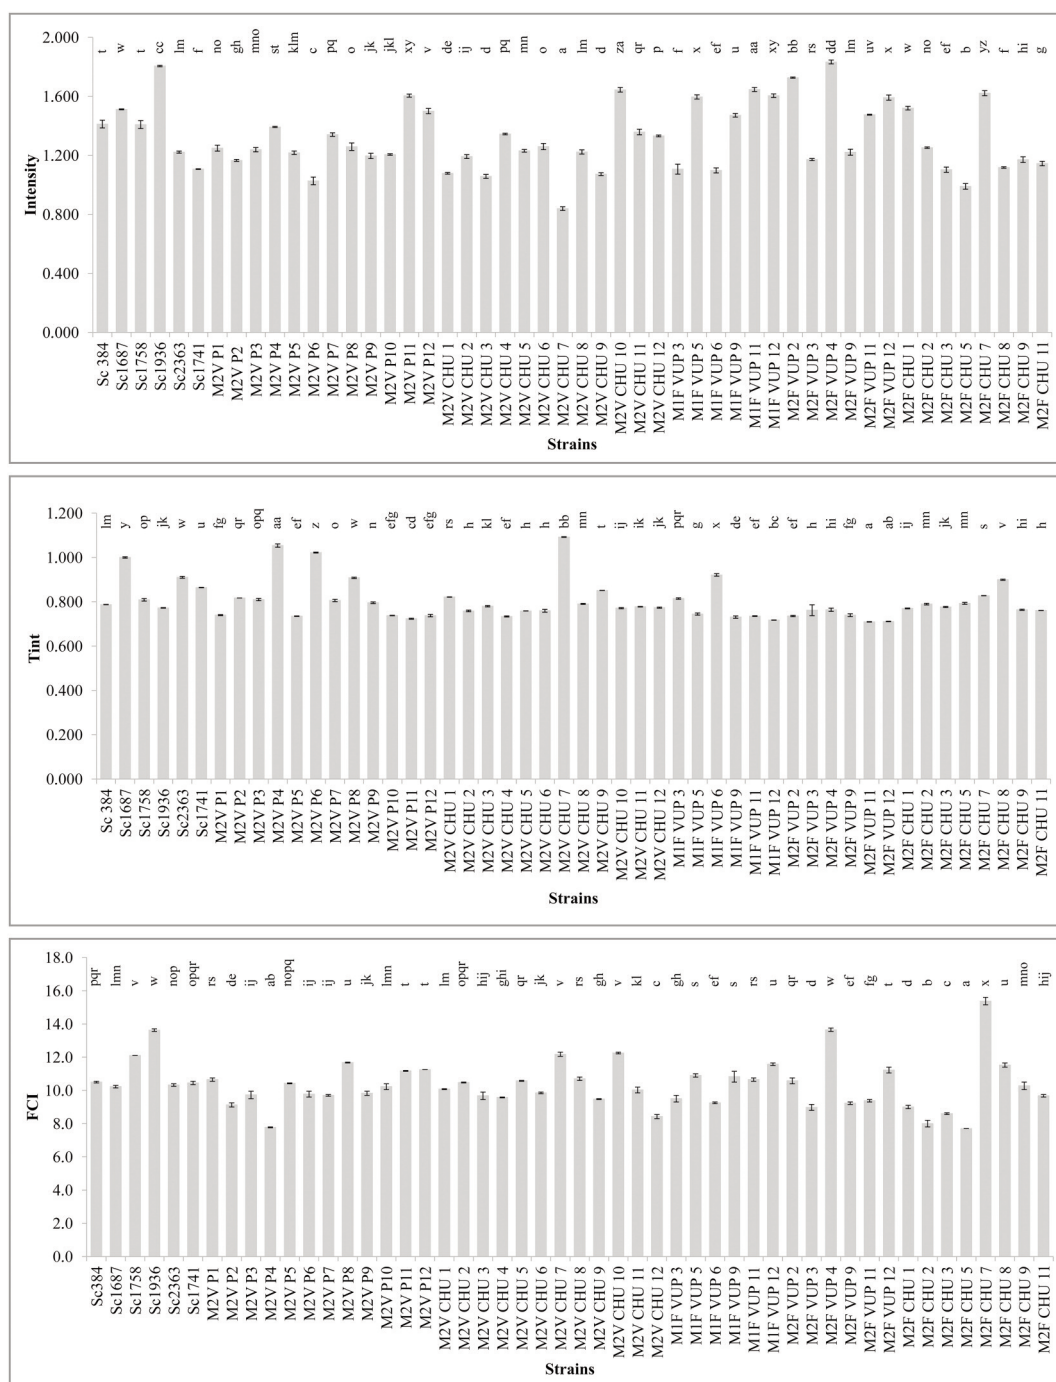 t w t cc lm f no gh mno st klm c pq o jk jkl xy v de ij d pq mn o a lm d za qr p f x ef u aa xy bb rs dd lm uv x w no ef b yz f hi g
2.000
1.600
1.200
0.800
0.400
0.000
Intensity
Sc 384 Sc1687 Sc1758 Sc1936 Sc2363 Sc1741 M2V P1 M2V P2 M2V P3 M2V P4 M2V P5 M2V P6 M2V P7 M2V P8 M2V P9 M2V P10 M2V P11 M2V P12 M2V CHU 1 M2V CHU 2 M2V CHU 3 M2V CHU 4 M2V CHU 5 M2V CHU 6 M2V CHU 7 M2V CHU 8 M2V CHU 9 M2V CHU 10 M2V CHU 11 M2V CHU 12 M1F VUP 3 M1F VUP 5 M1F VUP 6 M1F VUP 9 M1F VUP 11 M1F VUP 12 M2F VUP 2 M2F VUP 3 M2F VUP 4 M2F VUP 9 M2F VUP 11 M2F VUP 12 M2F CHU 1 M2F CHU 2 M2F CHU 3 M2F CHU 5 M2F CHU 7 M2F CHU 8 M2F CHU 9 M2F CHU 11
Strains
lm y op jk w u fg qr opq aa ef z o w n efg cd efg rs h kl ef h h bb mn t ij ik jk pqr g x de ef bc ef h hi fg a ab ij mn jk mn s v hi h
1.200
1.000
0.800
0.600
0.400
0.200
0.000
Tint
Sc 384 Sc1687 Sc1758 Sc1936 Sc2363 Sc1741 M2V P1 M2V P2 M2V P3 M2V P4 M2V P5 M2V P6 M2V P7 M2V P8 M2V P9 M2V P10 M2V P11 M2V P12 M2V CHU 1 M2V CHU 2 M2V CHU 3 M2V CHU 4 M2V CHU 5 M2V CHU 6 M2V CHU 7 M2V CHU 8 M2V CHU 9 M2V CHU 10 M2V CHU 11 M2V CHU 12 M1F VUP 3 M1F VUP 5 M1F VUP 6 M1F VUP 9 M1F VUP 11 M1F VUP 12 M2F VUP 2 M2F VUP 3 M2F VUP 4 M2F VUP 9 M2F VUP 11 M2F VUP 12 M2F CHU 1 M2F CHU 2 M2F CHU 3 M2F CHU 5 M2F CHU 7 M2F CHU 8 M2F CHU 9 M2F CHU 11
Strains
pqr lmn v w nop opqr rs de ij ab nopq ij ij u jk lmn t t lm opqr hij ghi qr jk v rs gh v kl c gh s ef s rs u qr d w ef fg t d b c a x u mno hij
18.0
16.0
14.0
12.0
10.0
8.0
6.0
4.0
2.0
0.0
FCI
Sc384 Sc1687 Sc1758 Sc1936 Sc2363 Sc1741 M2V P1 M2V P2 M2V P3 M2V P4 M2V P5 M2V P6 M2V P7 M2V P8 M2V P9 M2V P10 M2V P11 M2V P12 M2V CHU 1 M2V CHU 2 M2V CHU 3 M2V CHU 4 M2V CHU 5 M2V CHU 6 M2V CHU 7 M2V CHU 8 M2V CHU 9 M2V CHU 10 M2V CHU 11 M2V CHU 12 M1F VUP 3 M1F VUP 5 M1F VUP 6 M1F VUP 9 M1F VUP 11 M1F VUP 12 M2F VUP 2 M2F VUP 3 M2F VUP 4 M2F VUP 9 M2F VUP 11 M2F VUP 12 M2F CHU 1 M2F CHU 2 M2F CHU 3 M2F CHU 5 M2F CHU 7 M2F CHU 8 M2F CHU 9 M2F CHU 11
Strains